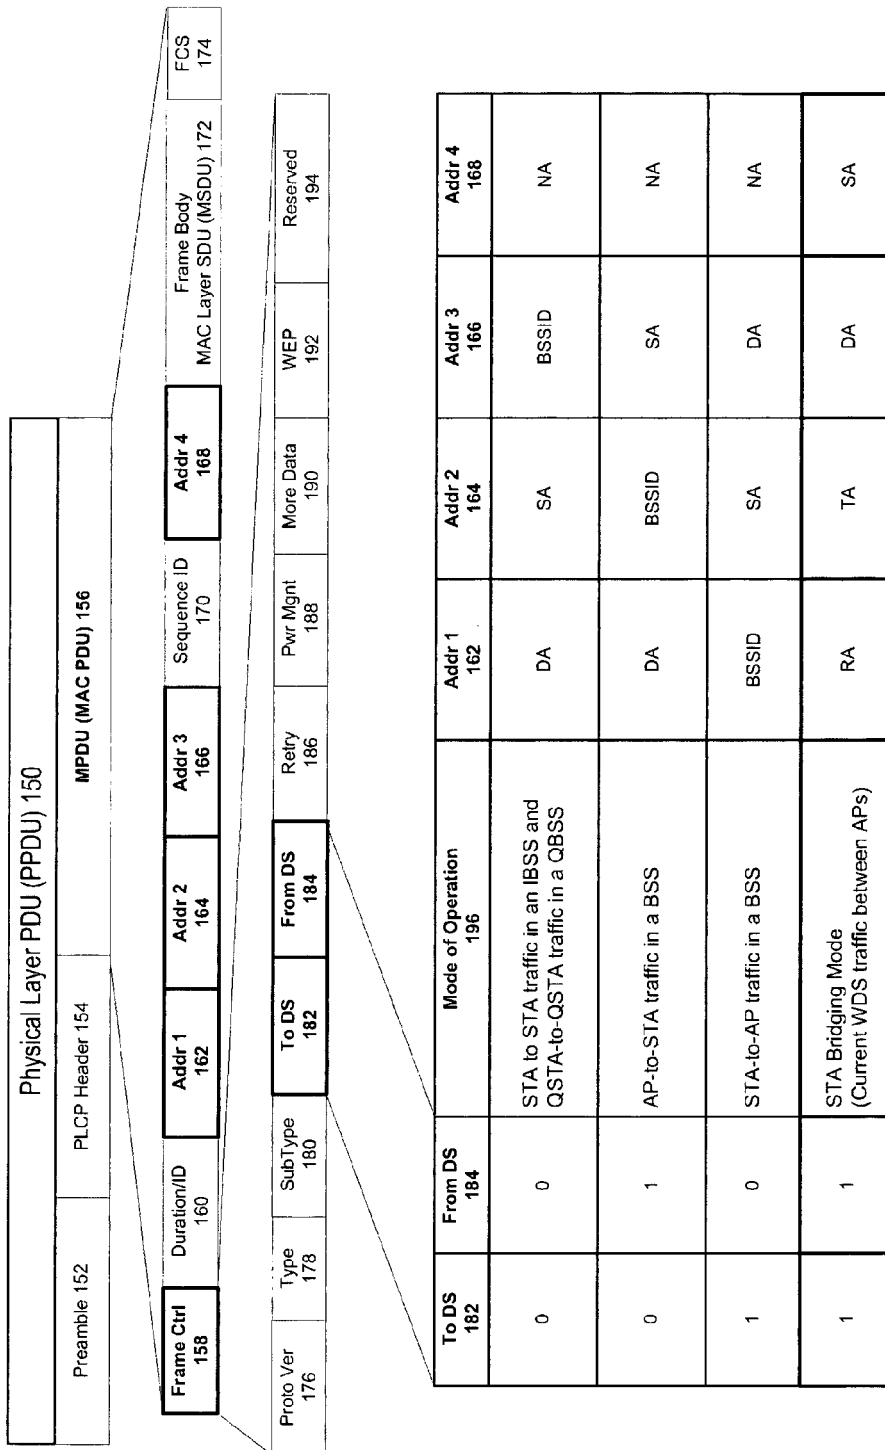 Physical Layer PDU (PPDU) 150
Preamble 152
PLCP Header 154
MPDU (MAC PDU) 156
Frame Ctrl
158
Duration/ID
160
Addr 1
162
Addr 2
164
Addr 3
166
Sequence ID
170
Addr 4
168
Frame Body
MAC Layer SDU (MSDU) 172
FCS
174
Proto Ver
176
Type
178
SubType
180
To DS
182
From DS
184
Retry
186
Pwr Mgnt
188
More Data
190
WEP
192
Reserved
194
To DS
182
From DS
184
Mode of Operation
196
Addr 1
162
Addr 2
164
Addr 3
166
Addr 4
168
0
0
STA to STA traffic in an IBSS and
QSTA-to-QSTA traffic in a QBSS
DA
SA
BSSID
NA
0
1
AP-to-STA traffic in a BSS
DA
BSSID
SA
NA
1
0
STA-to-AP traffic in a BSS
BSSID
SA
DA
NA
1
1
STA Bridging Mode
(Current WDS traffic between APs)
RA
TA
DA
SA